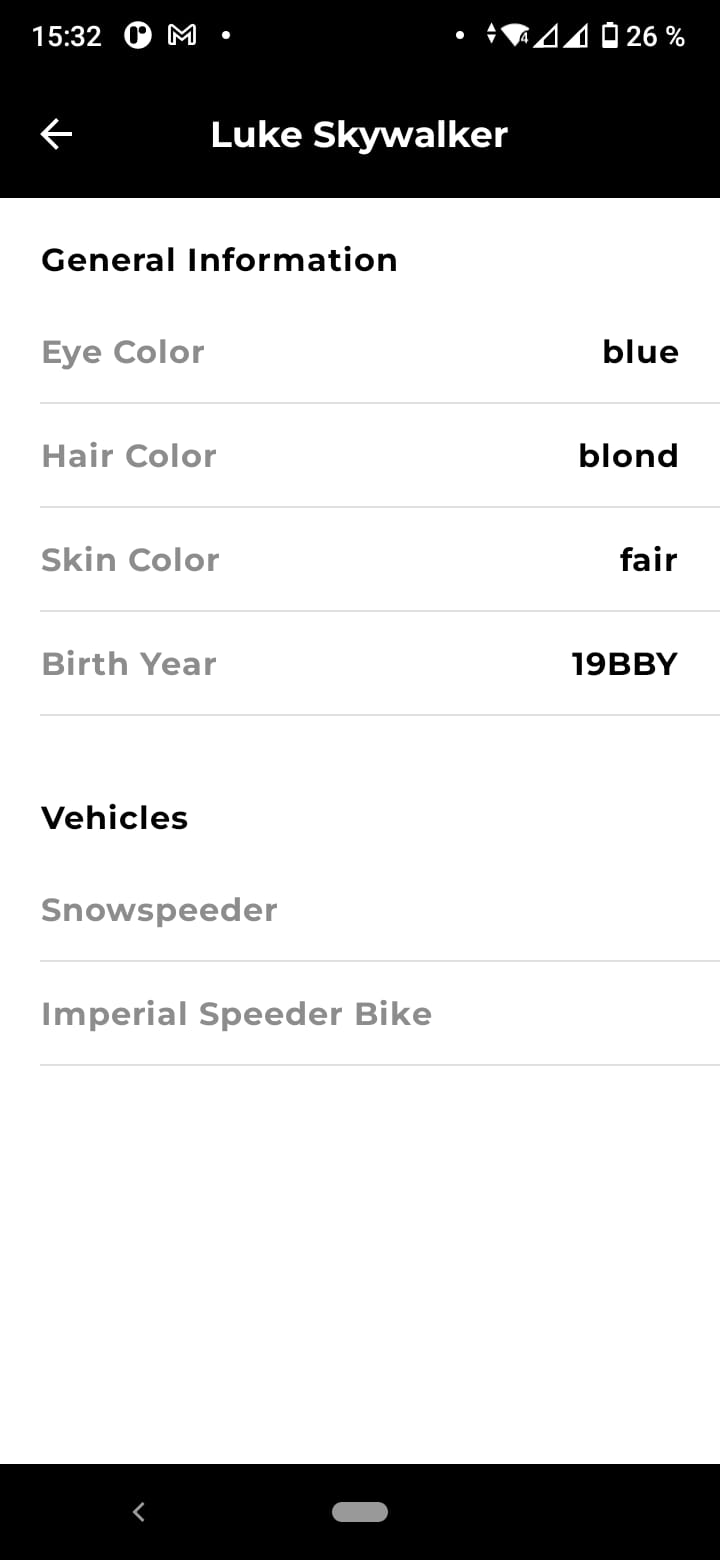 15:32 26 %
Luke Skywalker
General Information
Eye Color blue
Hair Color blond
Skin Color fair
Birth Year 19BBY
Vehicles
Snowspeeder
Imperial Speeder Bike